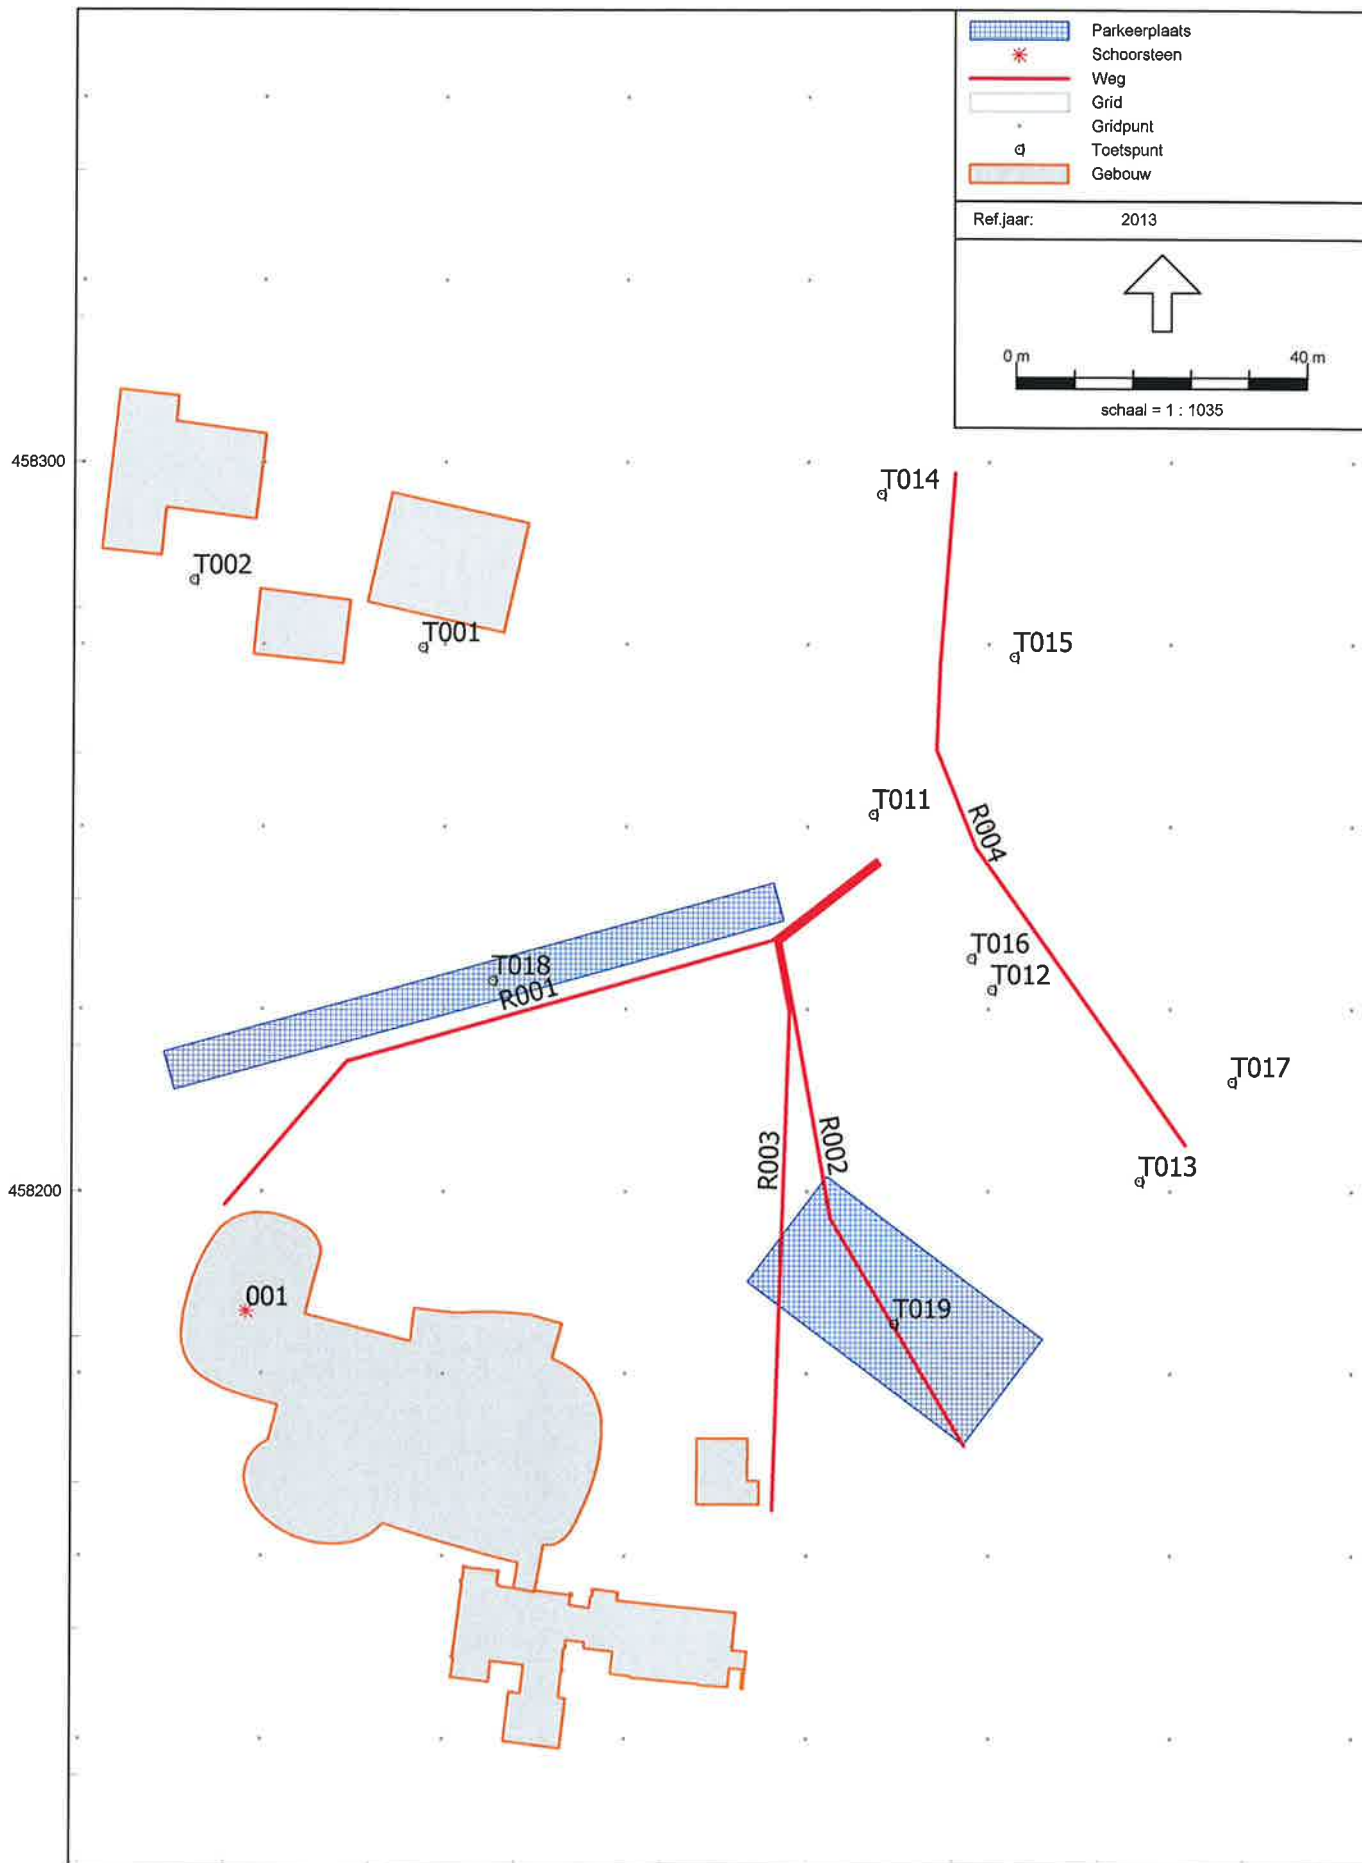 Parkeerplaats
Schoorsteen
Weg
Grid
Gridpunt
Toetspunt
Gebouw
Ref.jaar: 2013
0 m 40 m
schaal = 1 : 1035
458300
T014
T002
T001
T015
T011
R004
T018
R001
T016
T012
T017
R003
R002
T013
458200
001
T019